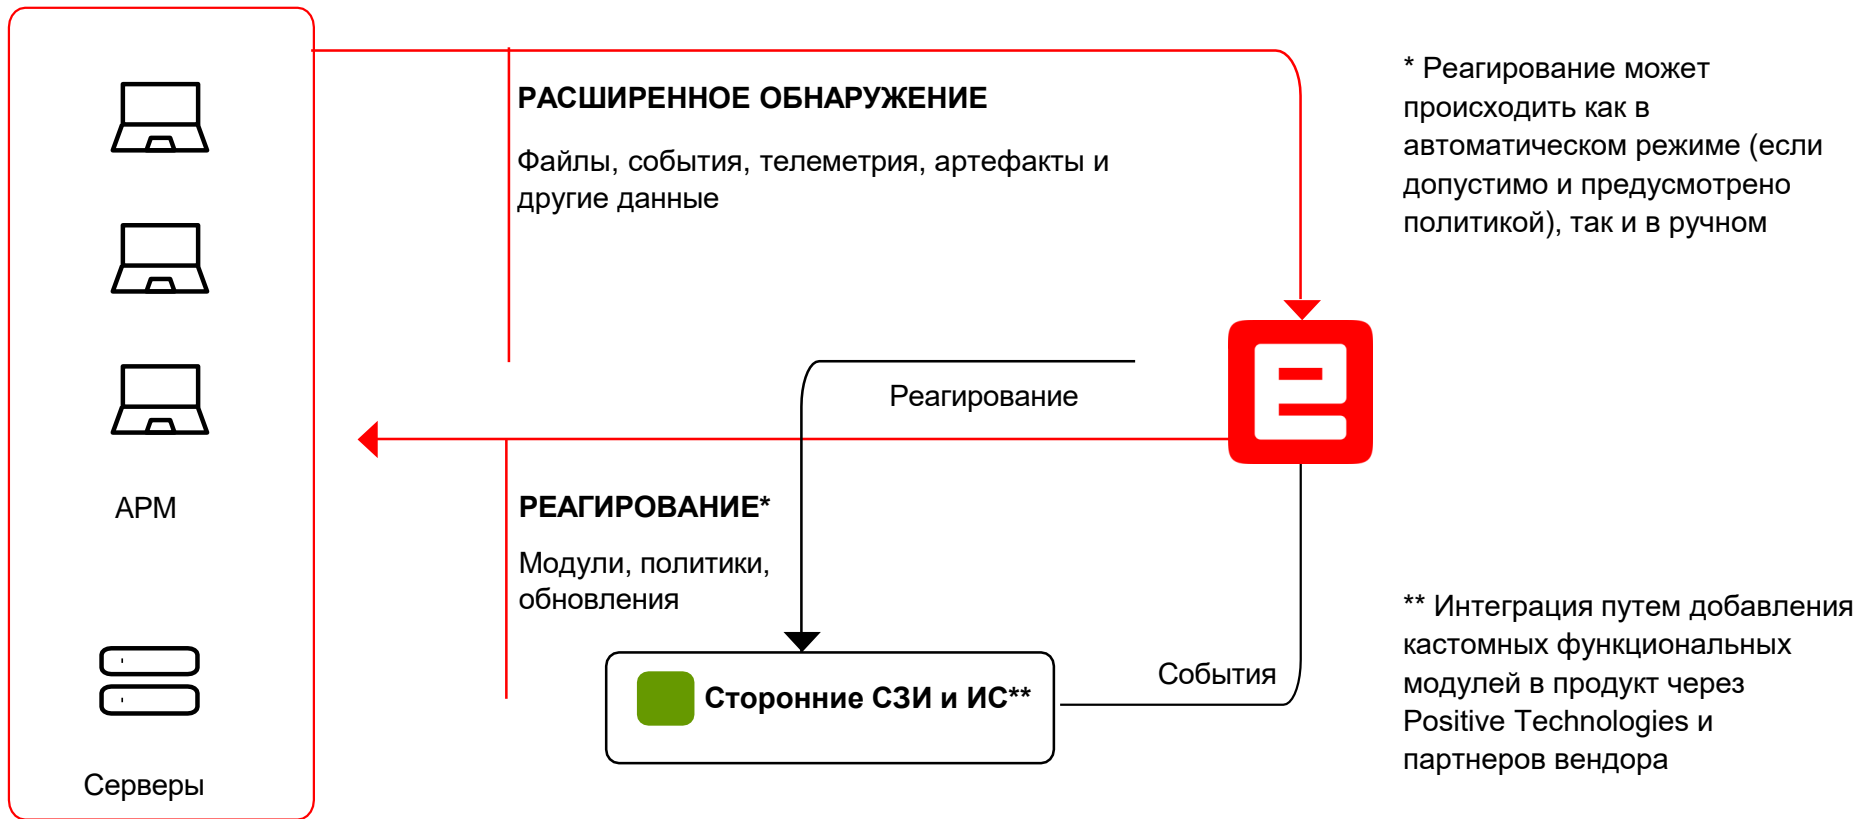 РАСШИРЕННОЕ ОБНАРУЖЕНИЕ
Файлы, события, телеметрия, артефакты и
другие данные
* Реагирование может
происходить как в
автоматическом режиме (если
допустимо и предусмотрено
политикой), так и в ручном
Реагирование
АРМ
РЕАГИРОВАНИЕ*
Модули, политики,
обновления
Сторонние СЗИ и ИС**
События
** Интеграция путем добавления
кастомных функциональных
модулей в продукт через
Positive Technologies и
партнеров вендора
Серверы